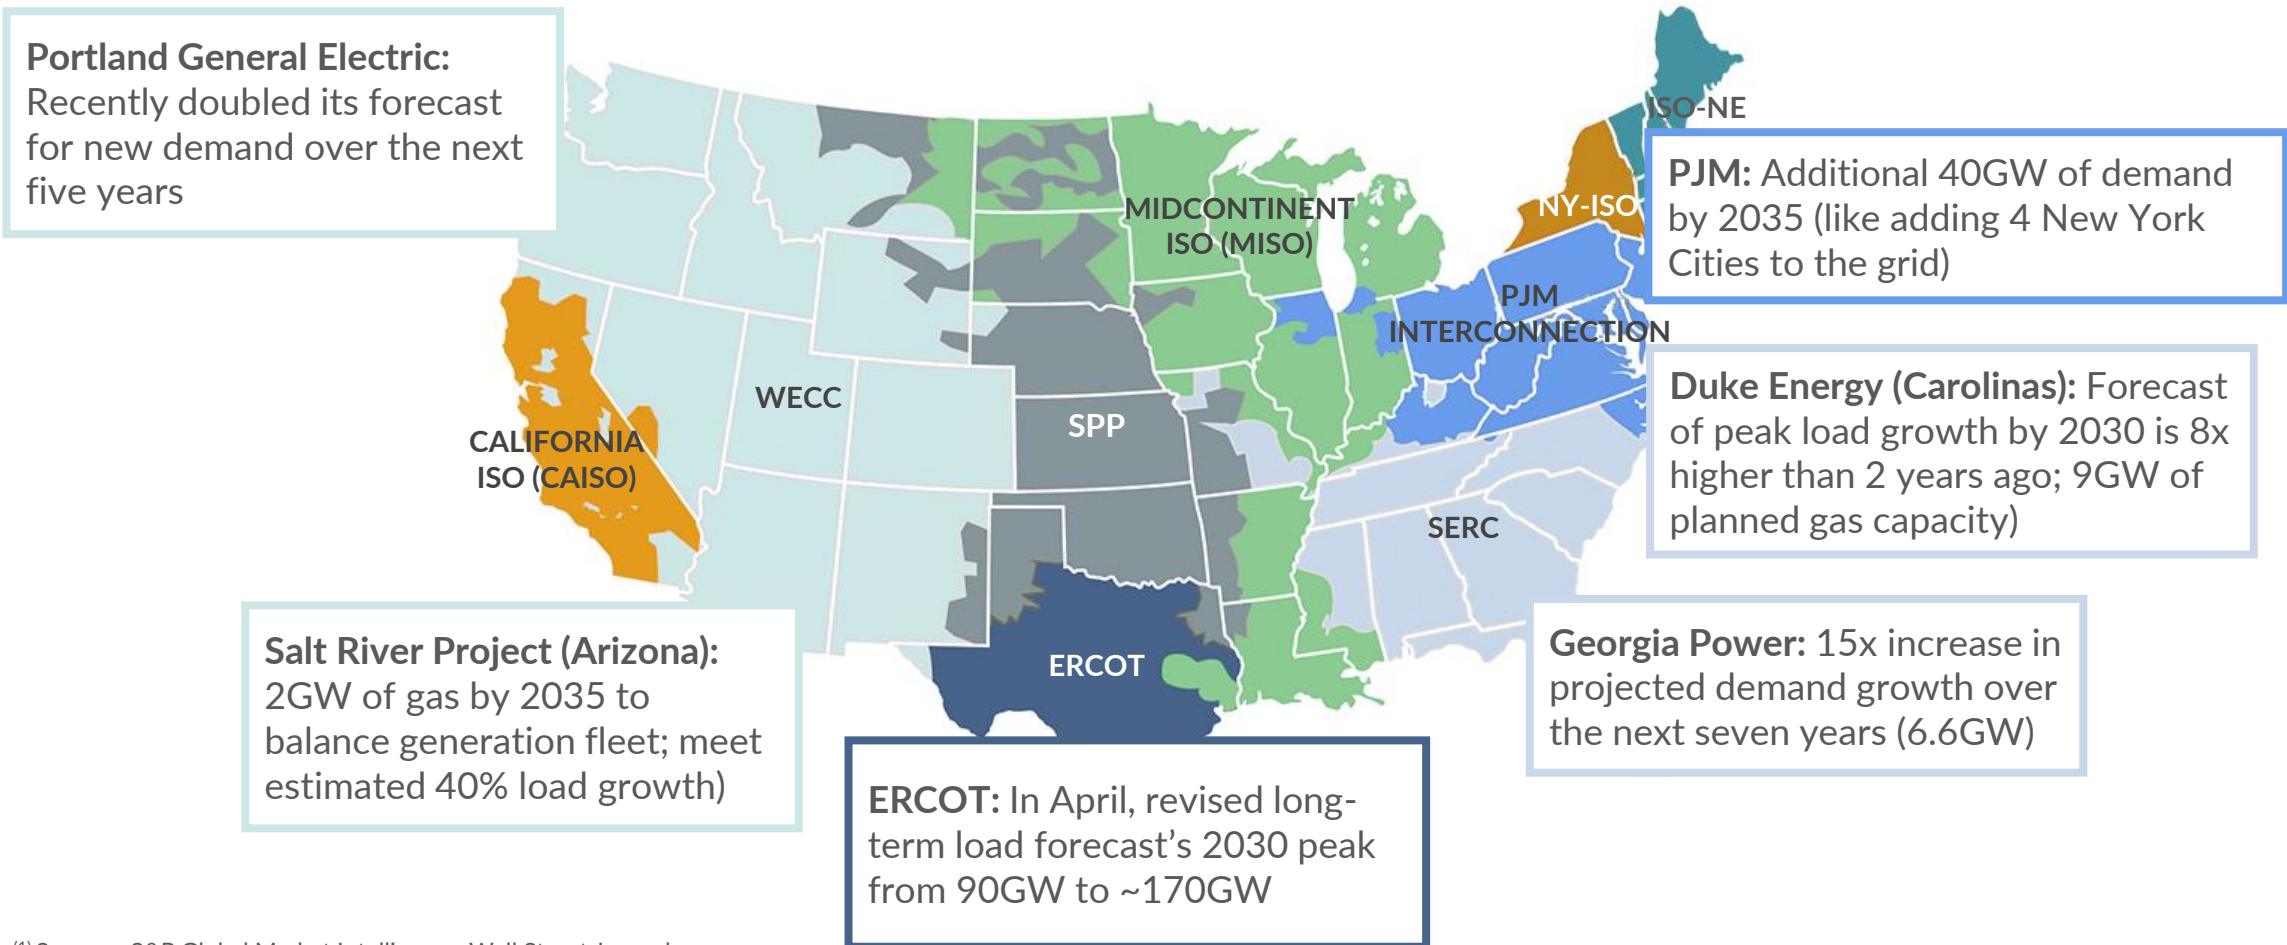 Portland General Electric:
Recently doubled its forecast
for new demand over the next
five years
ISO-NE
PJM: Additional 40GW of demand
by 2035 (like adding 4 New York
Cities to the grid)
MIDCONTINENT
ISO (MISO)
NY-ISO
PJM
INTERCONNECTION
Duke Energy (Carolinas): Forecast
of peak load growth by 2030 is 8x
higher than 2 years ago; 9GW of
planned gas capacity)
WECC
SPP
CALIFORNIA
ISO (CAISO)
SERC
Salt River Project (Arizona):
2GW of gas by 2035 to
balance generation fleet; meet
estimated 40% load growth)
ERCOT
Georgia Power: 15x increase in
projected demand growth over
the next seven years (6.6GW)
ERCOT: In April, revised long-
term load forecast's 2030 peak
from 90GW to ~170GW